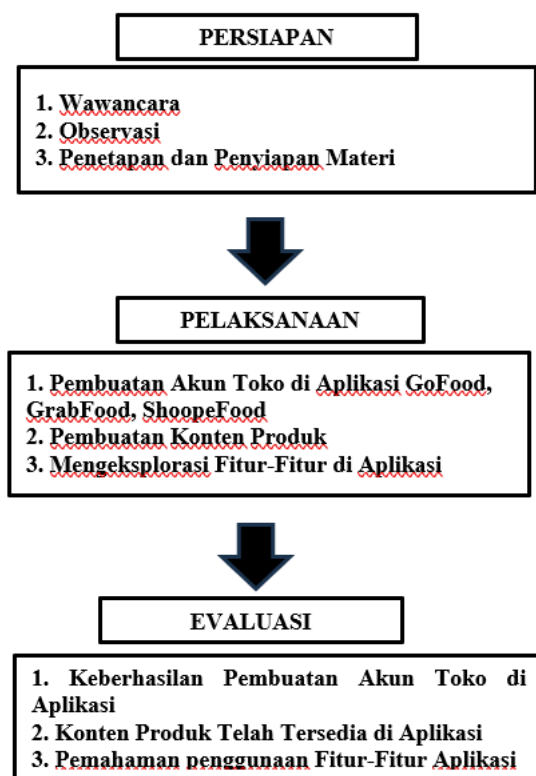 PERSIAPAN
1. Wawancara
2. Observasi
3. Penetapan dan Penyiapan Materi
PELAKSANAAN
1. Pembuatan Akun Toko di Aplikasi GoFood,
GrabFood, ShoopeFood
2. Pembuatan Konten Produk
3. Mengeksplorasi Fitur-Fitur di Aplikasi
EVALUASI
1. Keberhasilan Pembuatan Akun Toko di
Aplikasi
2. Konten Produk Telah Tersedia di Aplikasi
3. Pemahaman penggunaan Fitur-Fitur Aplikasi